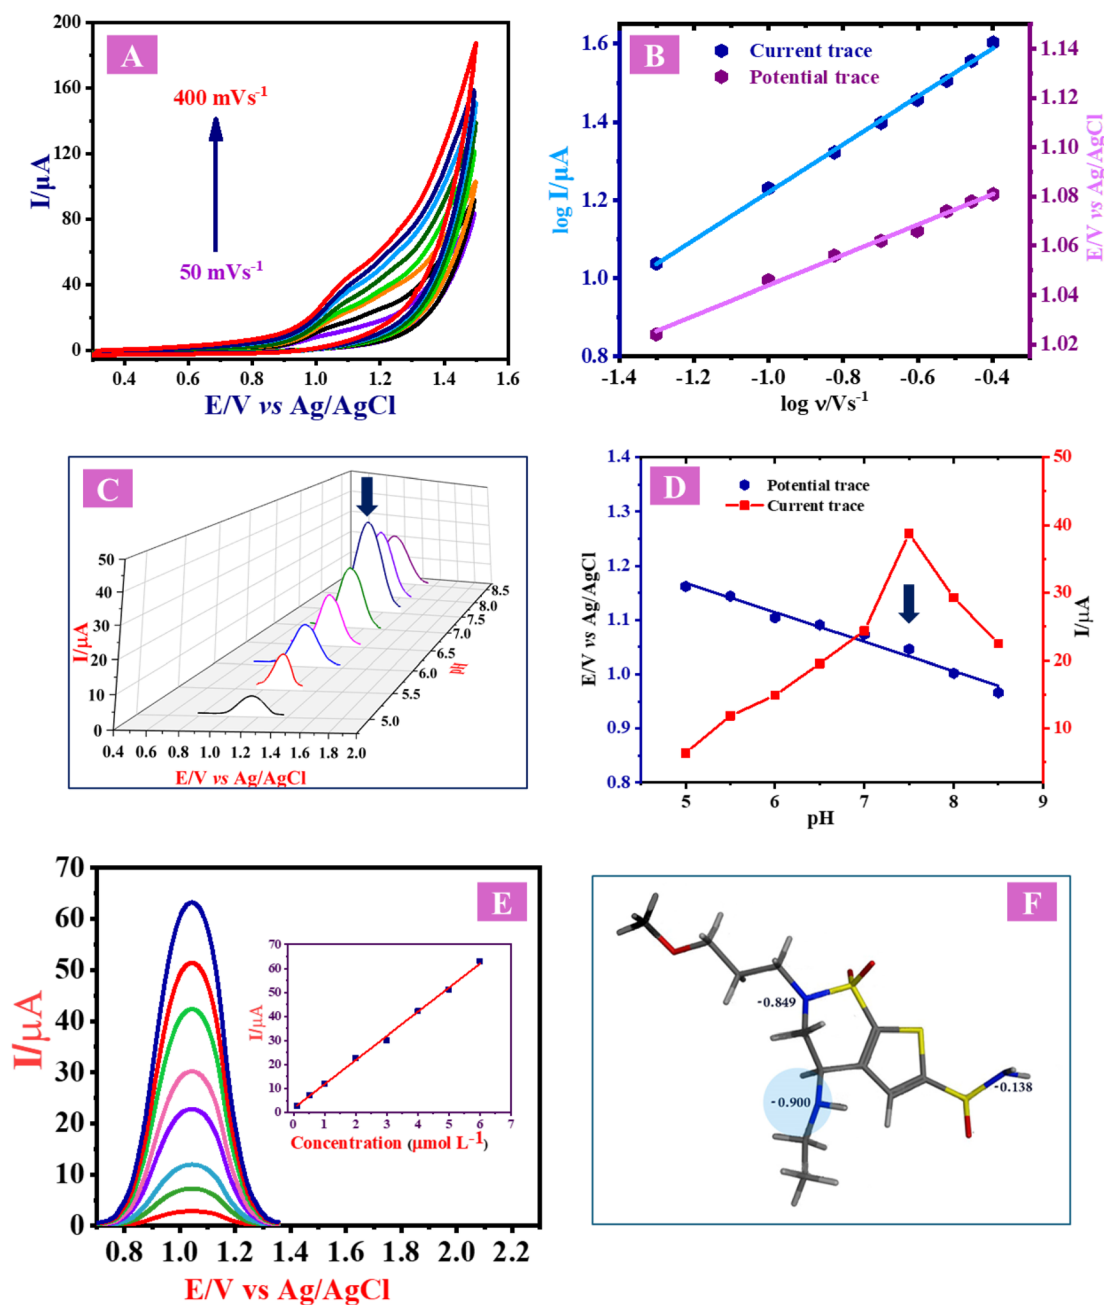 A
I/μA
200
160
120
80
40
0
400 mVs-1
50 mVs-1
0.4 0.6 0.8 1.0 1.2 1.4 1.6
E/V vs Ag/AgCl
B
Current trace
Potential trace
log I/μA
1.6
1.4
1.2
1.0
0.8
E/V vs Ag/AgCl
1.14
1.12
1.10
1.08
1.06
1.04
1.02
-1.4 -1.2 -1.0 -0.8 -0.6 -0.4
log ν/Vs-1
C
I/μA
50
40
30
20
10
0
0.4 0.6 0.8 1.0 1.2 1.4 1.6 1.8 2.0
E/V vs Ag/AgCl
8.5
8.0
7.5
7.0
6.5
6.0
5.5
5.0
pH
D
Potential trace
Current trace
E/V vs Ag/AgCl
1.4
1.3
1.2
1.1
1.0
0.9
0.8
I/μA
50
40
30
20
10
5 6 7 8 9
pH
E
I/μA
70
60
50
40
30
20
10
0
0.8 1.0 1.2 1.4 1.6 1.8 2.0 2.2
E/V vs Ag/AgCl
I/μA
70
60
50
40
30
20
10
0
0 1 2 3 4 5 6 7
Concentration (μmol L-1)
F
-0.849
-0.900
-0.138